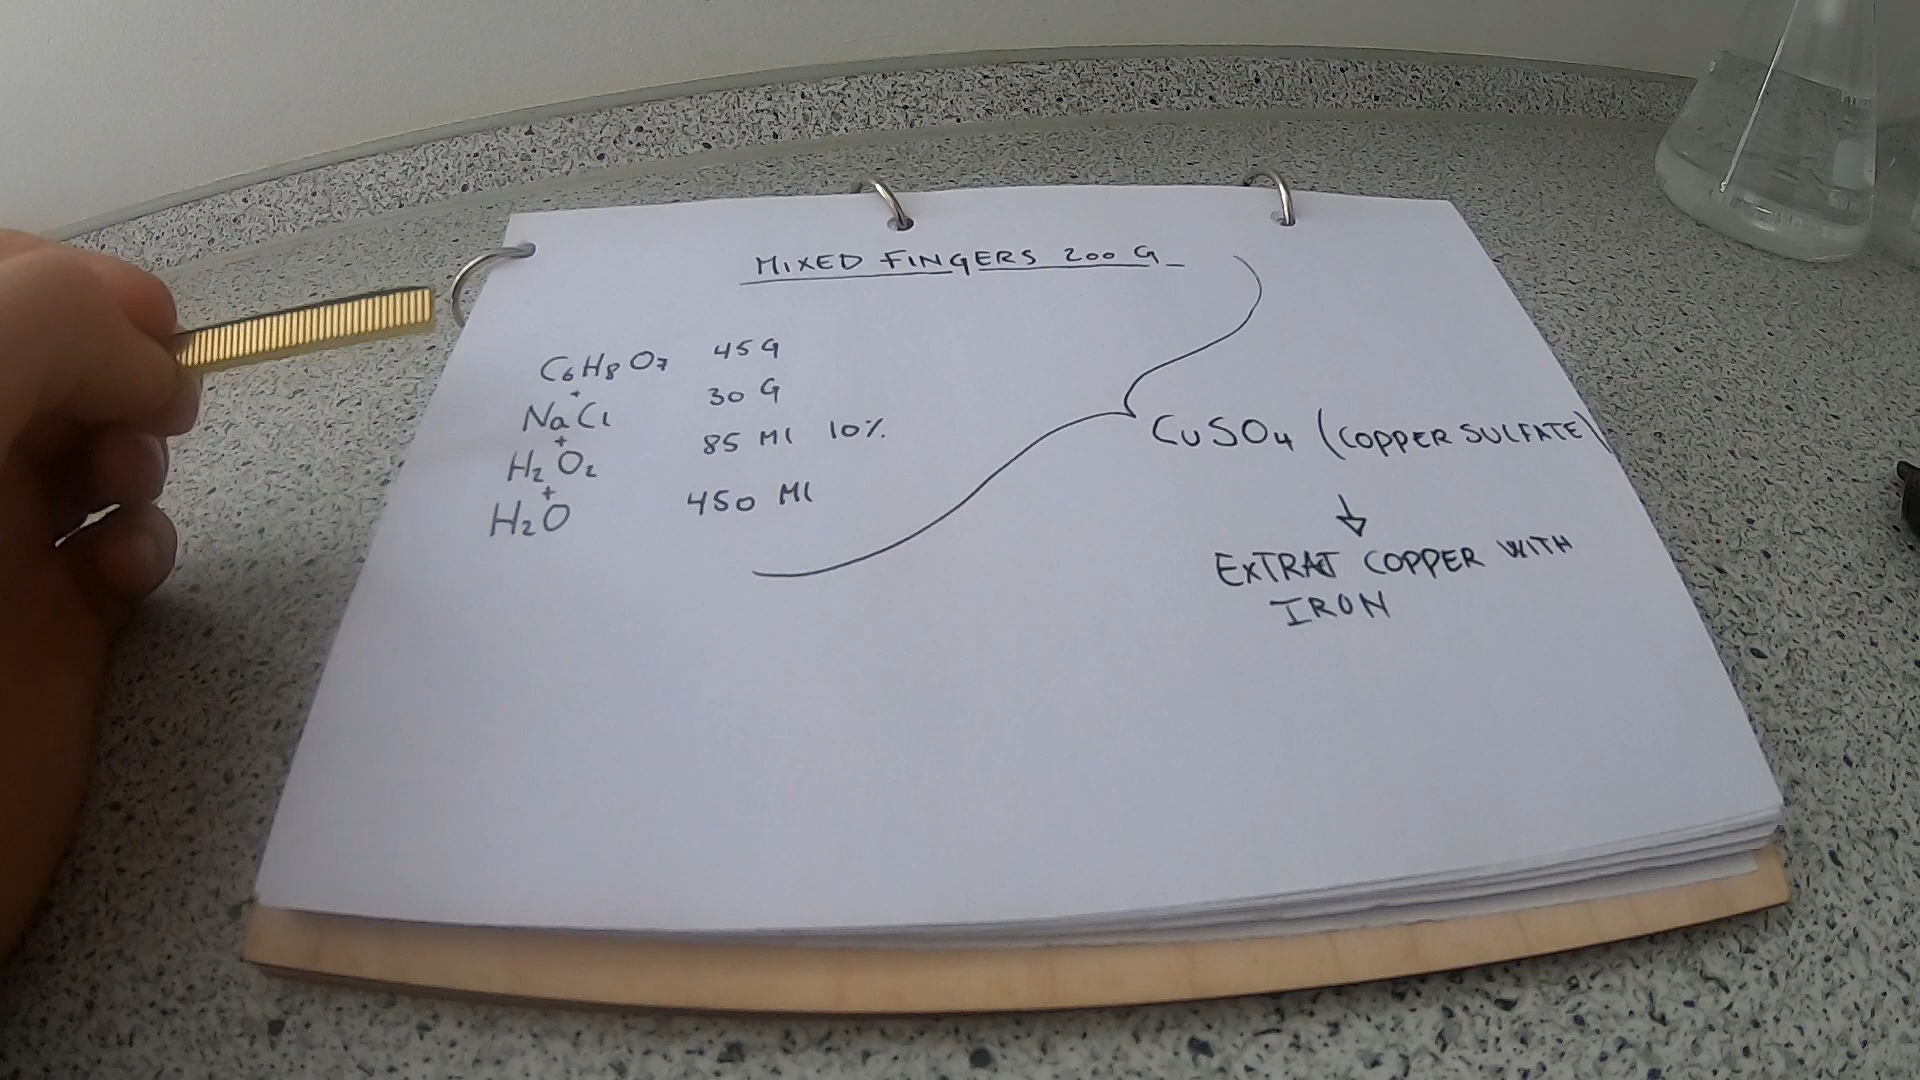 MIXED FINGERS 200 G
C6H8O7 45 G
+
NaCl 30 G
+
H2O2 85 Ml 10%
+
H2O 450 Ml
CuSO4 (COPPER SULFATE)
↓
EXTRAT COPPER WITH
IRON